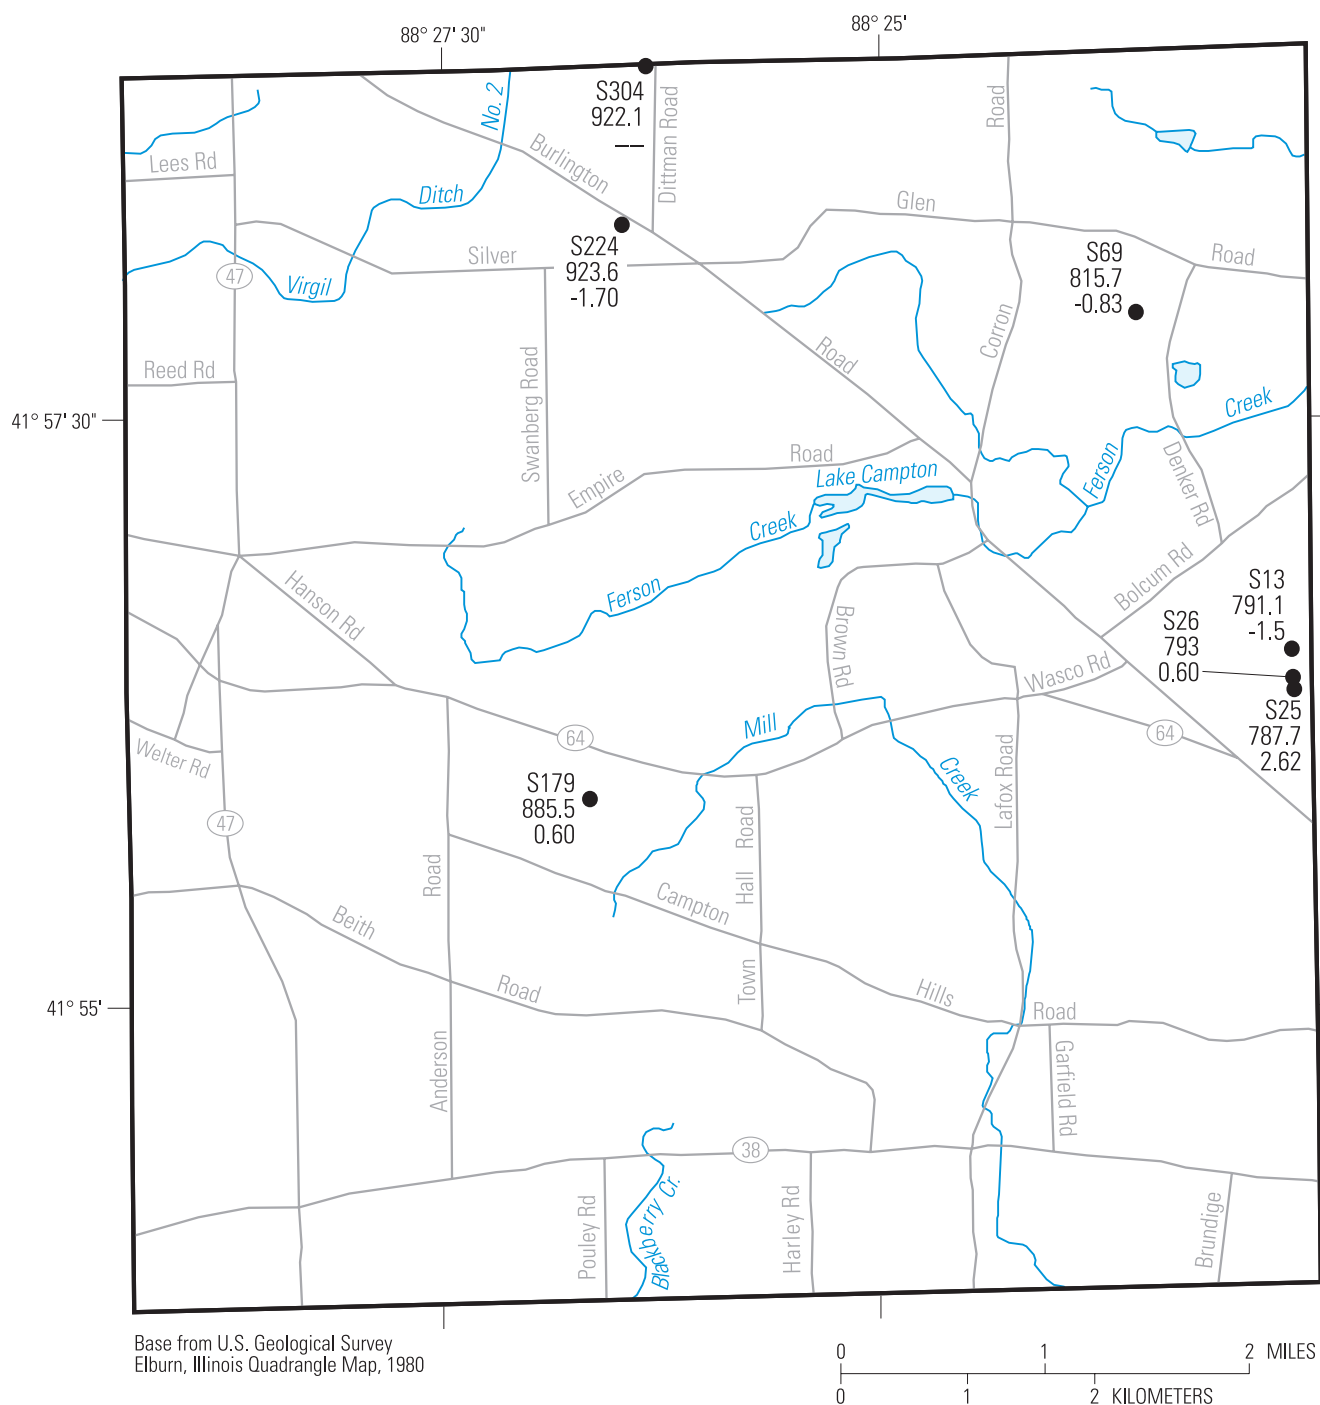 88° 27' 30"
88° 25'
S304
922.1
––
No. 2
Dittman Road
Road
Lees Rd
Burlington
Ditch
Glen
S224
923.6
-1.70
Silver
47
Virgil
S69
815.7
-0.83
Road
Corron
Road
Reed Rd
Swanberg Road
41° 57' 30"
Creek
Road
Empire
Lake Campton
Ferson
Denker Rd
Creek
Ferson
Hanson Rd
Brown Rd
Bolcum Rd
S13
791.1
-1.5
S26
793
0.60
Wasco Rd
S25
787.7
2.62
64
Mill
64
Welter Rd
Creek
Lafox Road
S179
885.5
0.60
47
Road
Hall Road
Campton
Beith
Road
Town
Hills
41° 55'
Road
Anderson
Garfield Rd
38
Pouley Rd
Blackberry Cr.
Harley Rd
Brundige
Base from U.S. Geological Survey
Elburn, Illinois Quadrangle Map, 1980
0 1 2 MILES
0 1 2 KILOMETERS